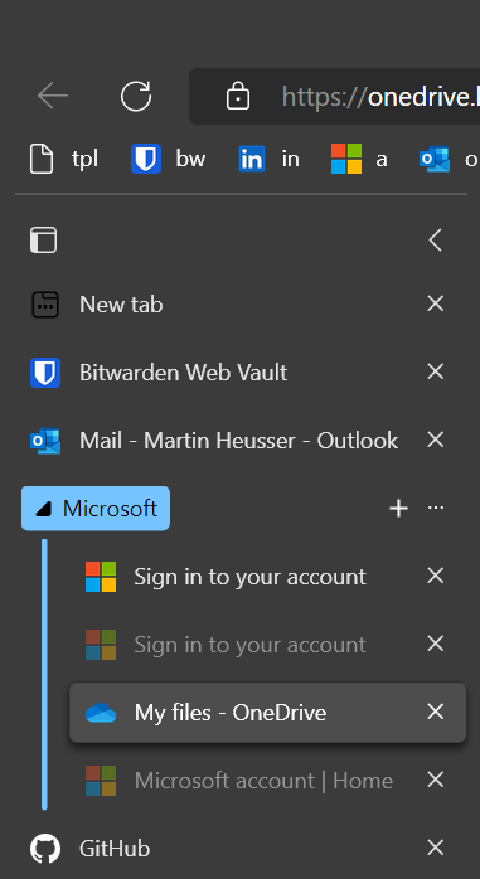 https://onedrive.l
tpl bw in a o
New tab
Bitwarden Web Vault
Mail - Martin Heusser - Outlook
Microsoft
Sign in to your account
Sign in to your account
My files - OneDrive
Microsoft account | Home
GitHub